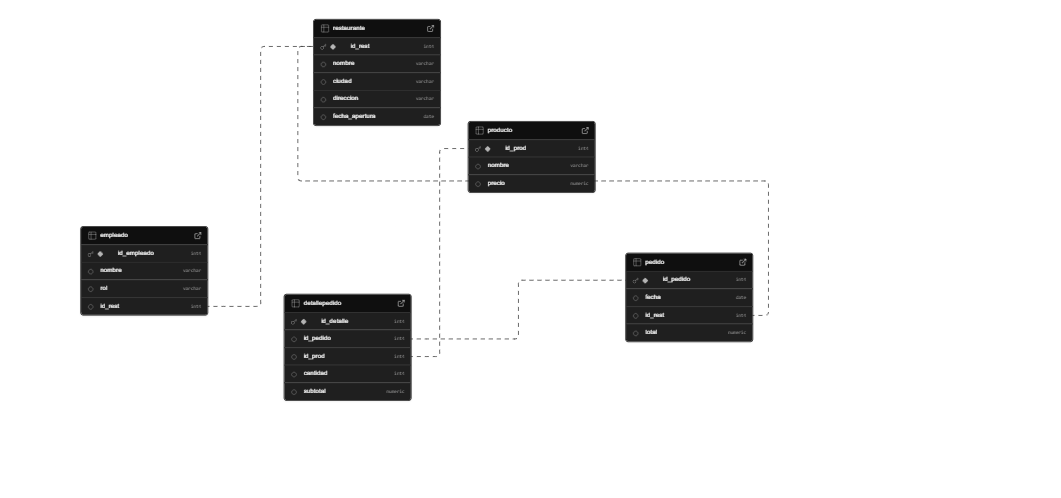 restaurante
id_rest int4
nombre varchar
ciudad varchar
direccion varchar
fecha_apertura date
producto
id_prod int4
nombre varchar
precio numeric
empleado
id_empleado int4
nombre varchar
rol varchar
id_rest int4
pedido
id_pedido int4
fecha date
id_rest int4
total numeric
detallepedido
id_detalle int4
id_pedido int4
id_prod int4
cantidad int4
subtotal numeric